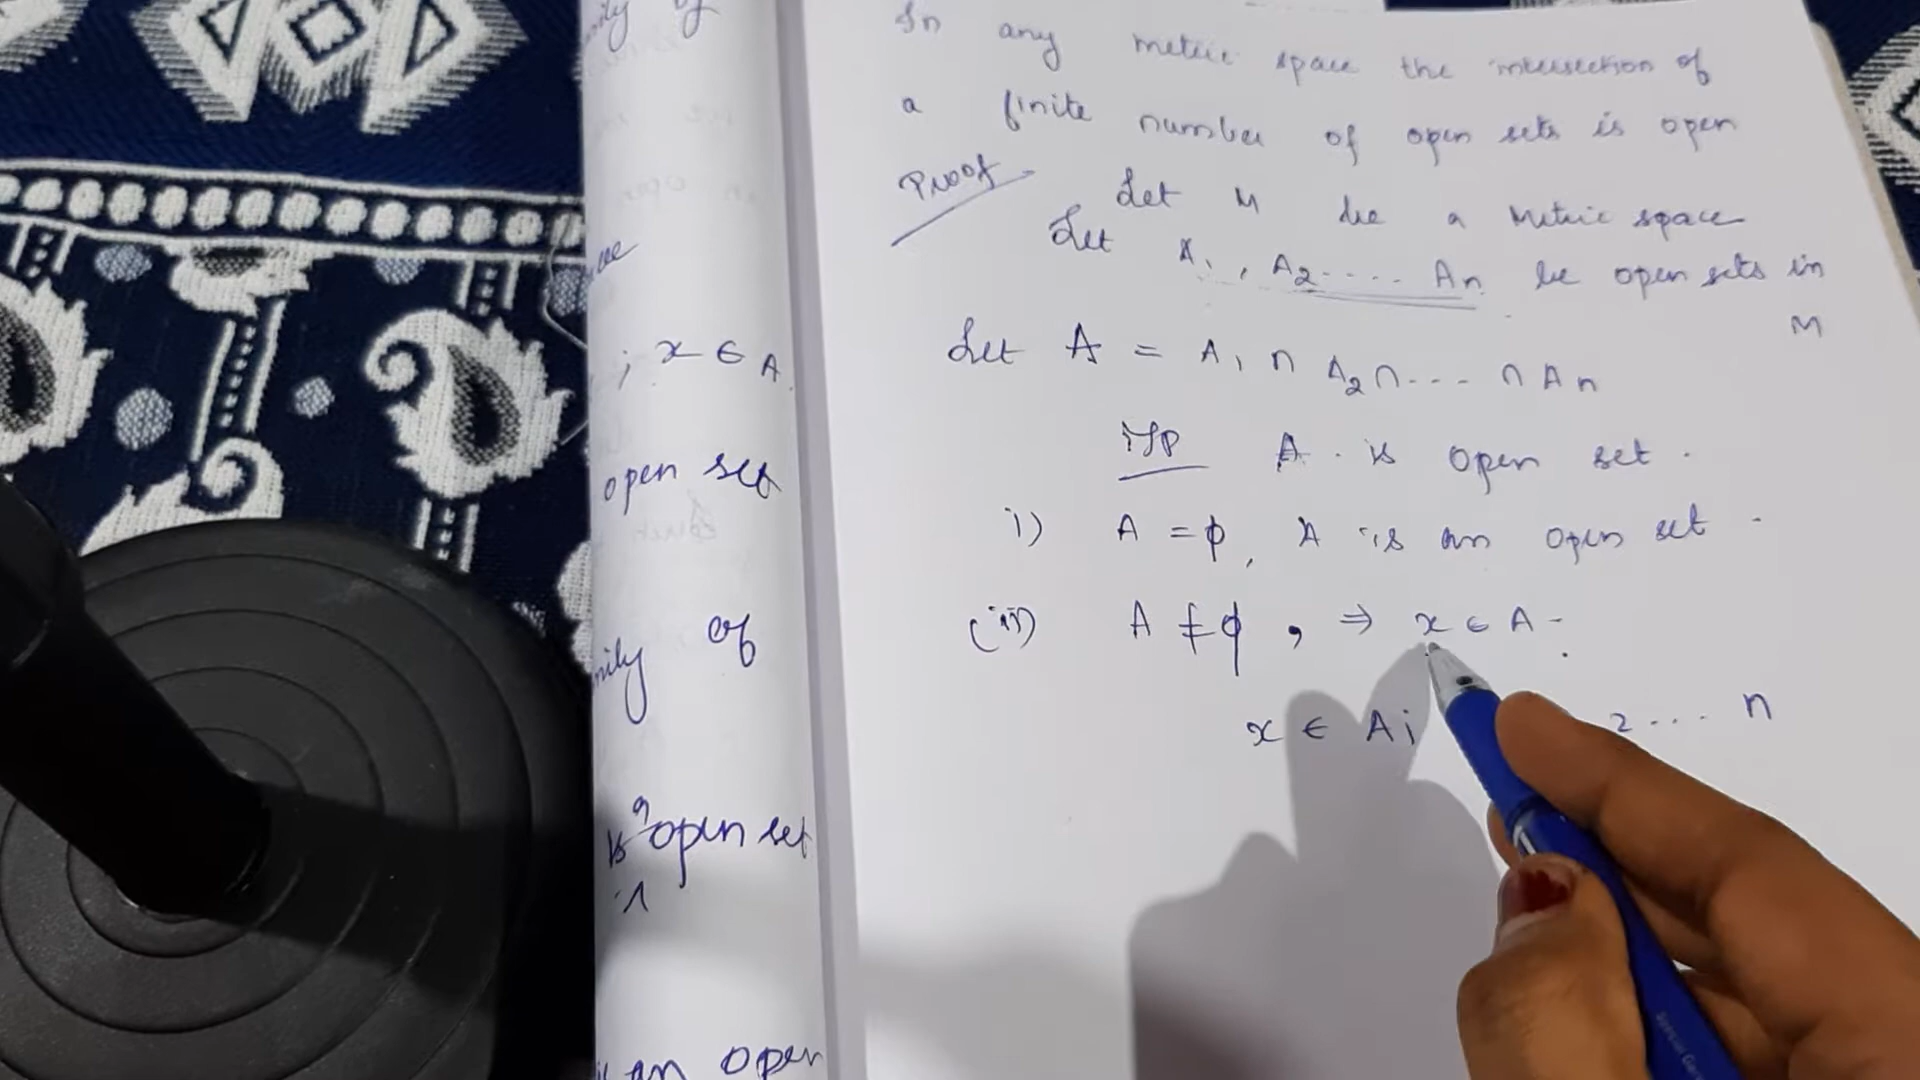 of
x ∈ A
open set
of
is open set
an open
In any metric space the intersection of
a finite number of open sets is open
Proof
Let M be a metric space
Let A1, A2.... An be open sets in
M
Let A = A1 ∩ A2 ∩ ... ∩ An
A is open set.
i) A = ϕ, A is an open set.
(ii) A ≠ ϕ, ⇒ x ∈ A.
x ∈ Ai 2 ... n